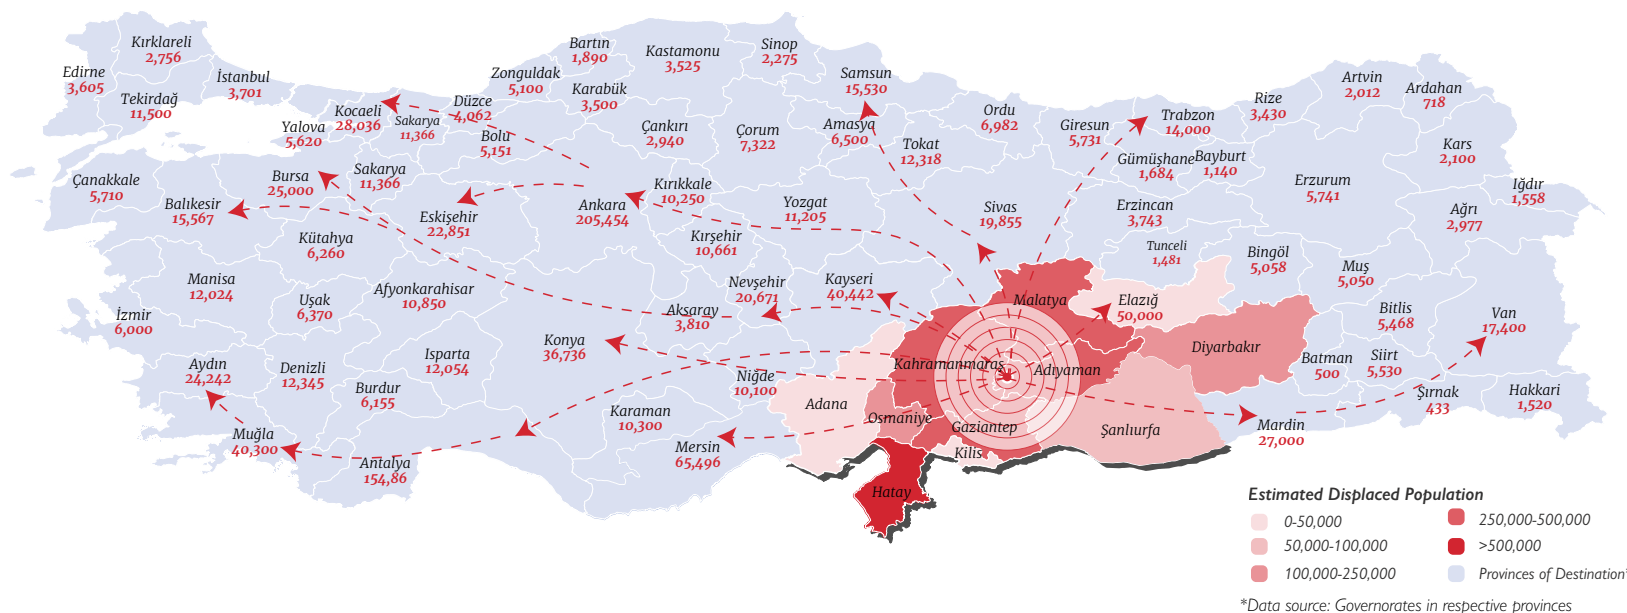 Kırklareli
2,756
Edirne
3,605
Tekirdağ
11,500
İstanbul
3,701
Kocaeli
28,036
Yalova
5,620
Sakarya
11,366
Düzce
4,062
Bolu
5,151
Zonguldak
5,100
Bartın
1,890
Karabük
3,500
Kastamonu
3,525
Sinop
2,275
Çankırı
2,940
Çorum
7,322
Samsun
15,530
Amasya
6,500
Tokat
12,318
Ordu
6,982
Giresun
5,731
Trabzon
14,000
Gümüşhane
1,684
Bayburt
1,140
Rize
3,430
Artvin
2,012
Ardahan
718
Kars
2,100
Iğdır
1,558
Ağrı
2,977
Erzurum
5,741
Erzincan
3,743
Tunceli
1,481
Bingöl
5,058
Muş
5,050
Bitlis
5,468
Van
17,400
Çanakkale
5,710
Balıkesir
15,567
Bursa
25,000
Sakarya
11,366
Eskişehir
22,851
Kütahya
6,260
Ankara
205,454
Kırıkkale
10,250
Kırşehir
10,661
Yozgat
11,205
Sivas
19,855
Nevşehir
20,671
Kayseri
40,442
Aksaray
3,810
Manisa
12,024
İzmir
6,000
Uşak
6,370
Afyonkarahisar
10,850
Konya
36,736
Aydın
24,242
Denizli
12,345
Isparta
12,054
Burdur
6,155
Muğla
40,300
Antalya
154,86
Karaman
10,300
Niğde
10,100
Mersin
65,496
Adana
Osmaniye
Hatay
Kilis
Gaziantep
Kahramanmaraş
Adıyaman
Malatya
Elazığ
50,000
Diyarbakır
Şanlıurfa
Mardin
27,000
Batman
500
Siirt
5,530
Şırnak
433
Hakkari
1,520
Estimated Displaced Population
0-50,000
50,000-100,000
100,000-250,000
250,000-500,000
>500,000
Provinces of Destination*
*Data source: Governorates in respective provinces